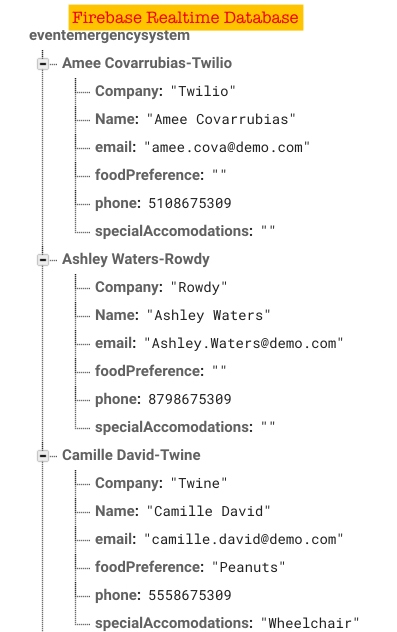 Firebase Realtime Database
eventemergencysystem
Amee Covarrubias-Twilio
Company: "Twilio"
Name: "Amee Covarrubias"
email: "amee.cova@demo.com"
foodPreference: ""
phone: 5108675309
specialAccomodations: ""
Ashley Waters-Rowdy
Company: "Rowdy"
Name: "Ashley Waters"
email: "Ashley.Waters@demo.com"
foodPreference: ""
phone: 8798675309
specialAccomodations: ""
Camille David-Twine
Company: "Twine"
Name: "Camille David"
email: "camille.david@demo.com"
foodPreference: "Peanuts"
phone: 5558675309
specialAccomodations: "Wheelchair"